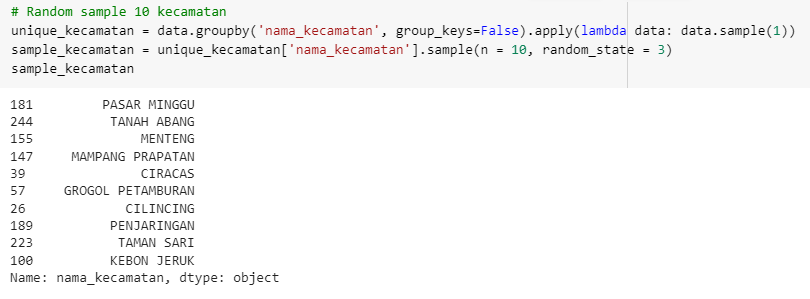 # Random sample 10 kecamatan
unique_kecamatan = data.groupby('nama_kecamatan', group_keys=False).apply(lambda data: data.sample(1))
sample_kecamatan = unique_kecamatan['nama_kecamatan'].sample(n = 10, random_state = 3)
sample_kecamatan
181 PASAR MINGGU
244 TANAH ABANG
155 MENTENG
147 MAMPANG PRAPATAN
39 CIRACAS
57 GROGOL PETAMBURAN
26 CILINCING
189 PENJARINGAN
223 TAMAN SARI
100 KEBON JERUK
Name: nama_kecamatan, dtype: object